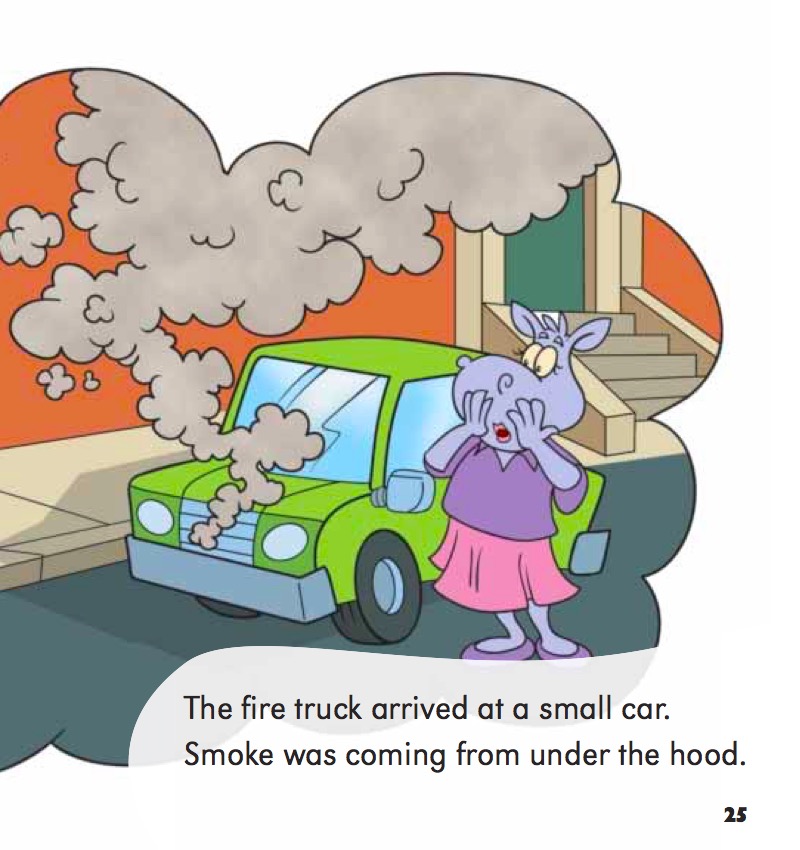 The fire truck arrived at a small car.
Smoke was coming from under the hood.
25